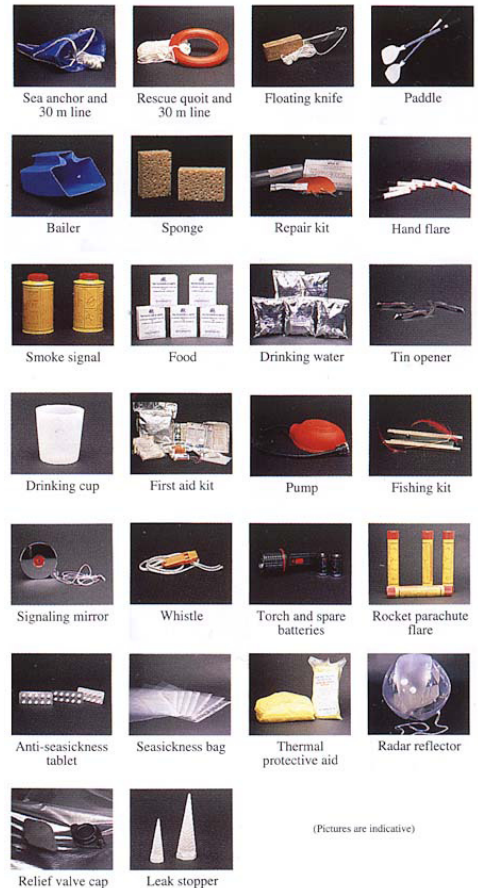 Sea anchor and
30 m line
Rescue quoit and
30 m line
Floating knife
Paddle
Bailer
Sponge
Repair kit
Hand flare
Smoke signal
Food
Drinking water
Tin opener
Drinking cup
First aid kit
Pump
Fishing kit
Signaling mirror
Whistle
Torch and spare
batteries
Rocket parachute
flare
Anti-seasickness
tablet
Seasickness bag
Thermal
protective aid
Radar reflector
Relief valve cap
Leak stopper
(Pictures are indicative)